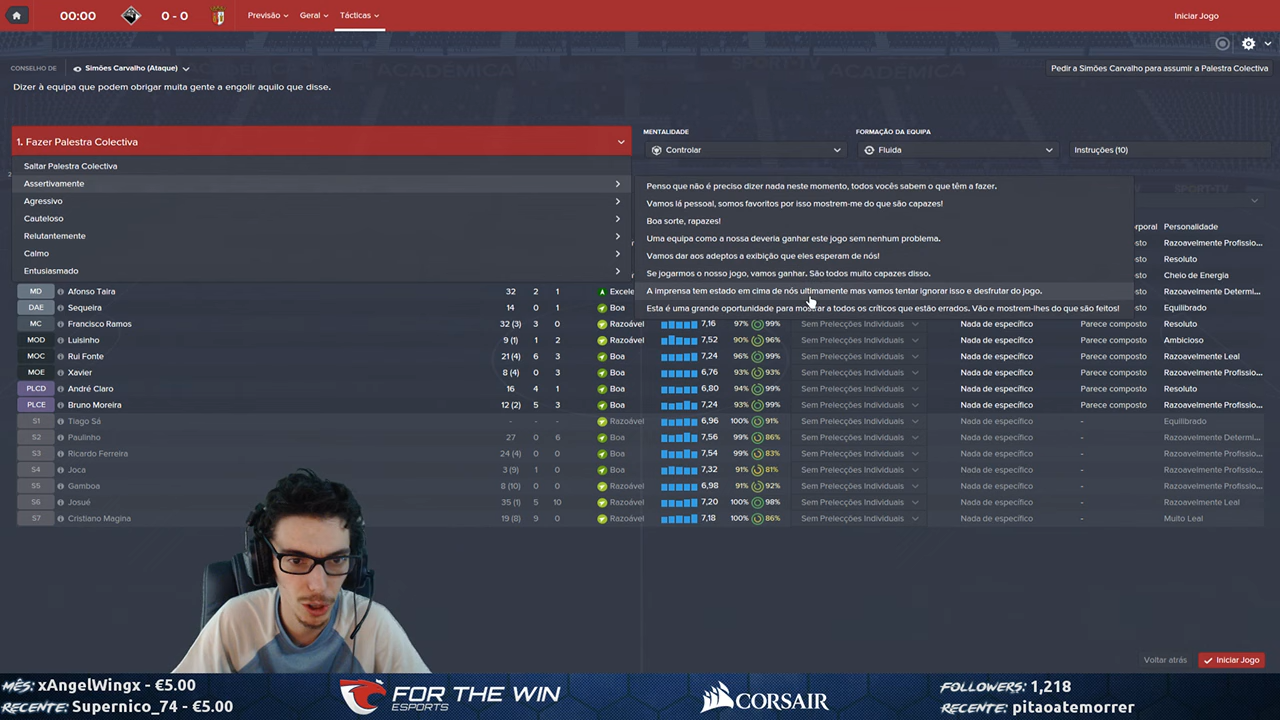 00:00 0 - 0 Previsão Geral Tácticas Iniciar Jogo
CONSELHO DE Simões Carvalho (Ataque) Pedir a Simões Carvalho para assumir a Palestra Colectiva
Dizer à equipa que podem obrigar muita gente a engolir aquilo que disse.
ACADÉMICA SPORT-TV ACADÉMICA
1. Fazer Palestra Colectiva
MENTALIDADE FORMAÇÃO DA EQUIPA
Controlar Fluida Instruções (10)
Saltar Palestra Colectiva
Assertivamente
Agressivo
Cauteloso
Relutantemente
Calmo
Entusiasmado
Penso que não é preciso dizer nada neste momento, todos vocês sabem o que têm a fazer.
Vamos lá pessoal, somos favoritos por isso mostrem-me do que são capazes!
Boa sorte, rapazes!
Uma equipa como a nossa deveria ganhar este jogo sem nenhum problema.
Vamos dar aos adeptos a exibição que eles esperam de nós!
Se jogarmos o nosso jogo, vamos ganhar. São todos muito capazes disso.
A imprensa tem estado em cima de nós ultimamente mas vamos tentar ignorar isso e desfrutar do jogo.
Esta é uma grande oportunidade para mostrar a todos os críticos que estão errados. Vão e mostrem-lhes do que são feitos!
SPORT-TV
rporal Personalidade
osto Razoavelmente Profissio...
osto Resoluto
osto Cheio de Energia
MD Afonso Taira 32 2 1 Excele osto Razoavelmente Determi...
DAE Sequeira 14 0 1 Boa osto Equilibrado
MC Francisco Ramos 32 (3) 3 0 Razoável 7,16 97% 99% Sem Prelecções Individuais Nada de específico Parece composto Resoluto
MOD Luisinho 9 (1) 1 2 Razoável 7,52 90% 96% Sem Prelecções Individuais Nada de específico Parece composto Ambicioso
MOC Rui Fonte 21 (4) 6 3 Boa 7,24 96% 99% Sem Prelecções Individuais Nada de específico Parece composto Razoavelmente Leal
MOE Xavier 8 (4) 0 3 Boa 6,76 93% 93% Sem Prelecções Individuais Nada de específico Parece composto Razoavelmente Profissio...
PLCD André Claro 16 4 1 Boa 6,80 94% 99% Sem Prelecções Individuais Nada de específico Parece composto Resoluto
PLCE Bruno Moreira 12 (2) 5 3 Boa 7,24 93% 99% Sem Prelecções Individuais Nada de específico Parece composto Razoavelmente Profissio...
S1 Tiago Sá - - - Razoável 6,96 100% 91% Sem Prelecções Individuais Nada de específico - Equilibrado
S2 Paulinho 27 0 6 Boa 7,56 99% 86% Sem Prelecções Individuais Nada de específico - Razoavelmente Determi...
S3 Ricardo Ferreira 24 (4) 0 0 Boa 7,54 99% 83% Sem Prelecções Individuais Nada de específico - Razoavelmente Profissio...
S4 Joca 3 (9) 1 0 Boa 7,32 91% 81% Sem Prelecções Individuais Nada de específico - Razoavelmente Profissio...
S5 Gamboa 8 (10) 0 0 Razoável 6,98 91% 92% Sem Prelecções Individuais Nada de específico - Razoavelmente Profissio...
S6 Josué 35 (1) 5 10 Razoável 7,20 100% 98% Sem Prelecções Individuais Nada de específico - Razoavelmente Leal
S7 Cristiano Magina 19 (8) 9 0 Razoável 7,18 100% 86% Sem Prelecções Individuais Nada de específico - Muito Leal
Voltar atrás Iniciar Jogo
MÊS: xAngelWingx - €5.00
RECENTE: Supernico_74 - €5.00
FOR THE WIN
ESPORTS
CORSAIR
FOLLOWERS: 1,218
RECENTE: pitaoatemorrer